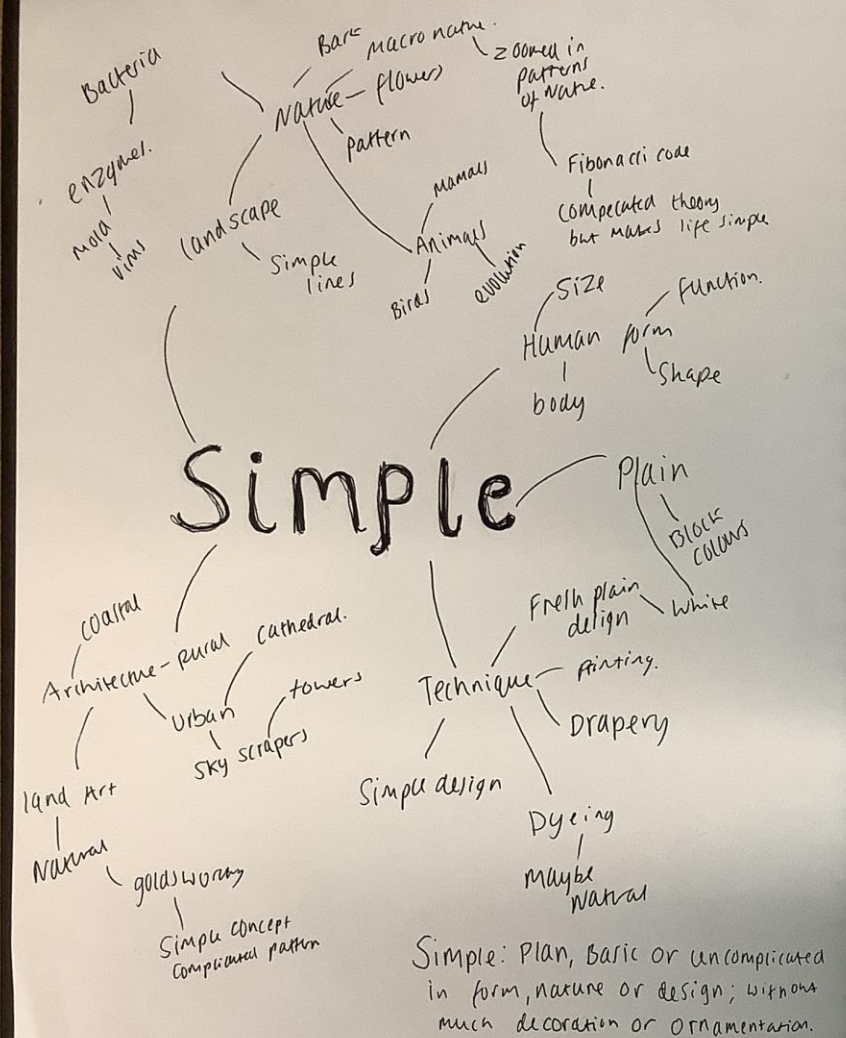 Bark
Macro nature.
zoomed in
patterns
of Nature.
Bacteria
Nature
flowers
pattern
enzymes.
Fibonacci code
Mamals
compecated theory
but makes life simple
mold
virus
landscape
Simple
lines
Animals
Birds
evolution
Size
function.
Human form
Shape
body
Simple
Plain
Block
colours
White
coastal
Fresh plain
design
Architecture
Rural
cathedral.
Technique
Printing.
Urban
towers
Sky scrapers
Drapery
land Art
Simple design
Dyeing
Natural
goldsworthy
Maybe
Natural
Simple concept
complicated pattern
Simple: Plan, Basic or uncomplicated
in form, nature or design; without
much decoration or ornamentation.